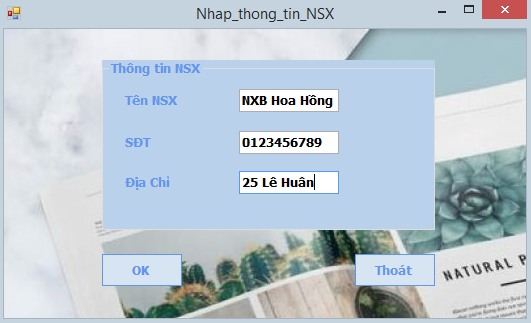 Nhap_thong_tin_NSX
Thông tin NSX
Tên NSX NXB Hoa Hồng
SĐT 0123456789
Địa Chỉ 25 Lê Huân
OK Thoát
NATURAL P